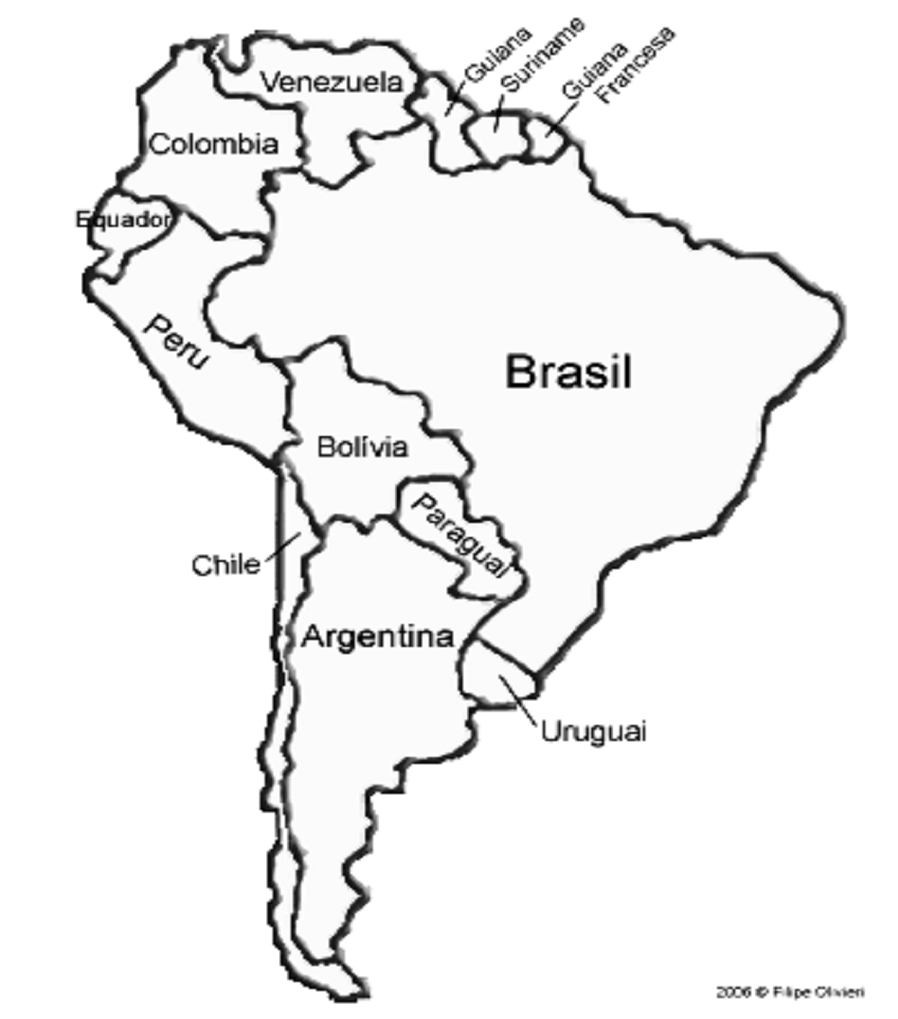 Guiana
Suriname
Guiana
Francesa
Venezuela
Colombia
Equador
Peru
Brasil
Bolívia
Paraguai
Chile
Argentina
Uruguai
2006 © Filipe Olivieri